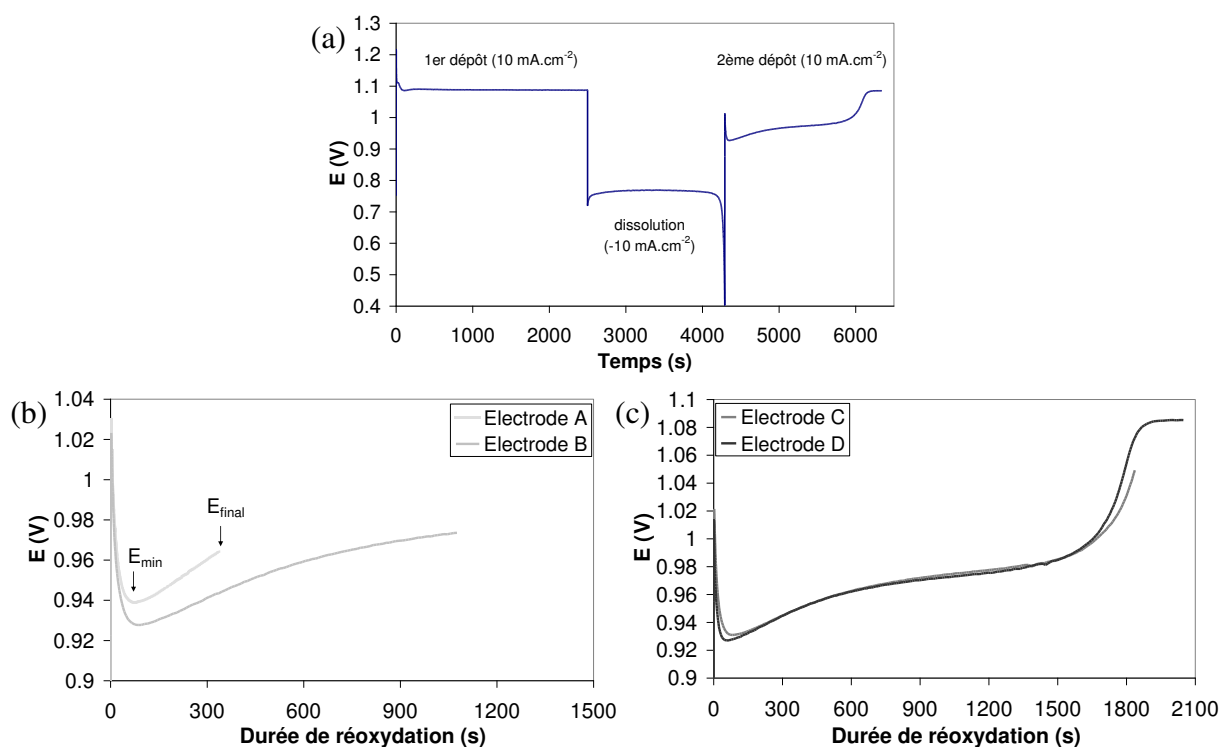 (a)
1.3
1.2
1.1
1
0.9
0.8
0.7
0.6
0.5
0.4
E (V)
1er dépôt (10 mA.cm-2)
2ème dépôt (10 mA.cm-2)
dissolution
(-10 mA.cm-2)
0 1000 2000 3000 4000 5000 6000
Temps (s)
(b)
1.04
1.02
1
0.98
0.96
0.94
0.92
0.9
E (V)
Electrode A
Electrode B
Emin
Efinal
0 300 600 900 1200 1500
Durée de réoxydation (s)
(c)
1.1
1.08
1.06
1.04
1.02
1
0.98
0.96
0.94
0.92
0.9
E (V)
Electrode C
Electrode D
0 300 600 900 1200 1500 1800 2100
Durée de réoxydation (s)